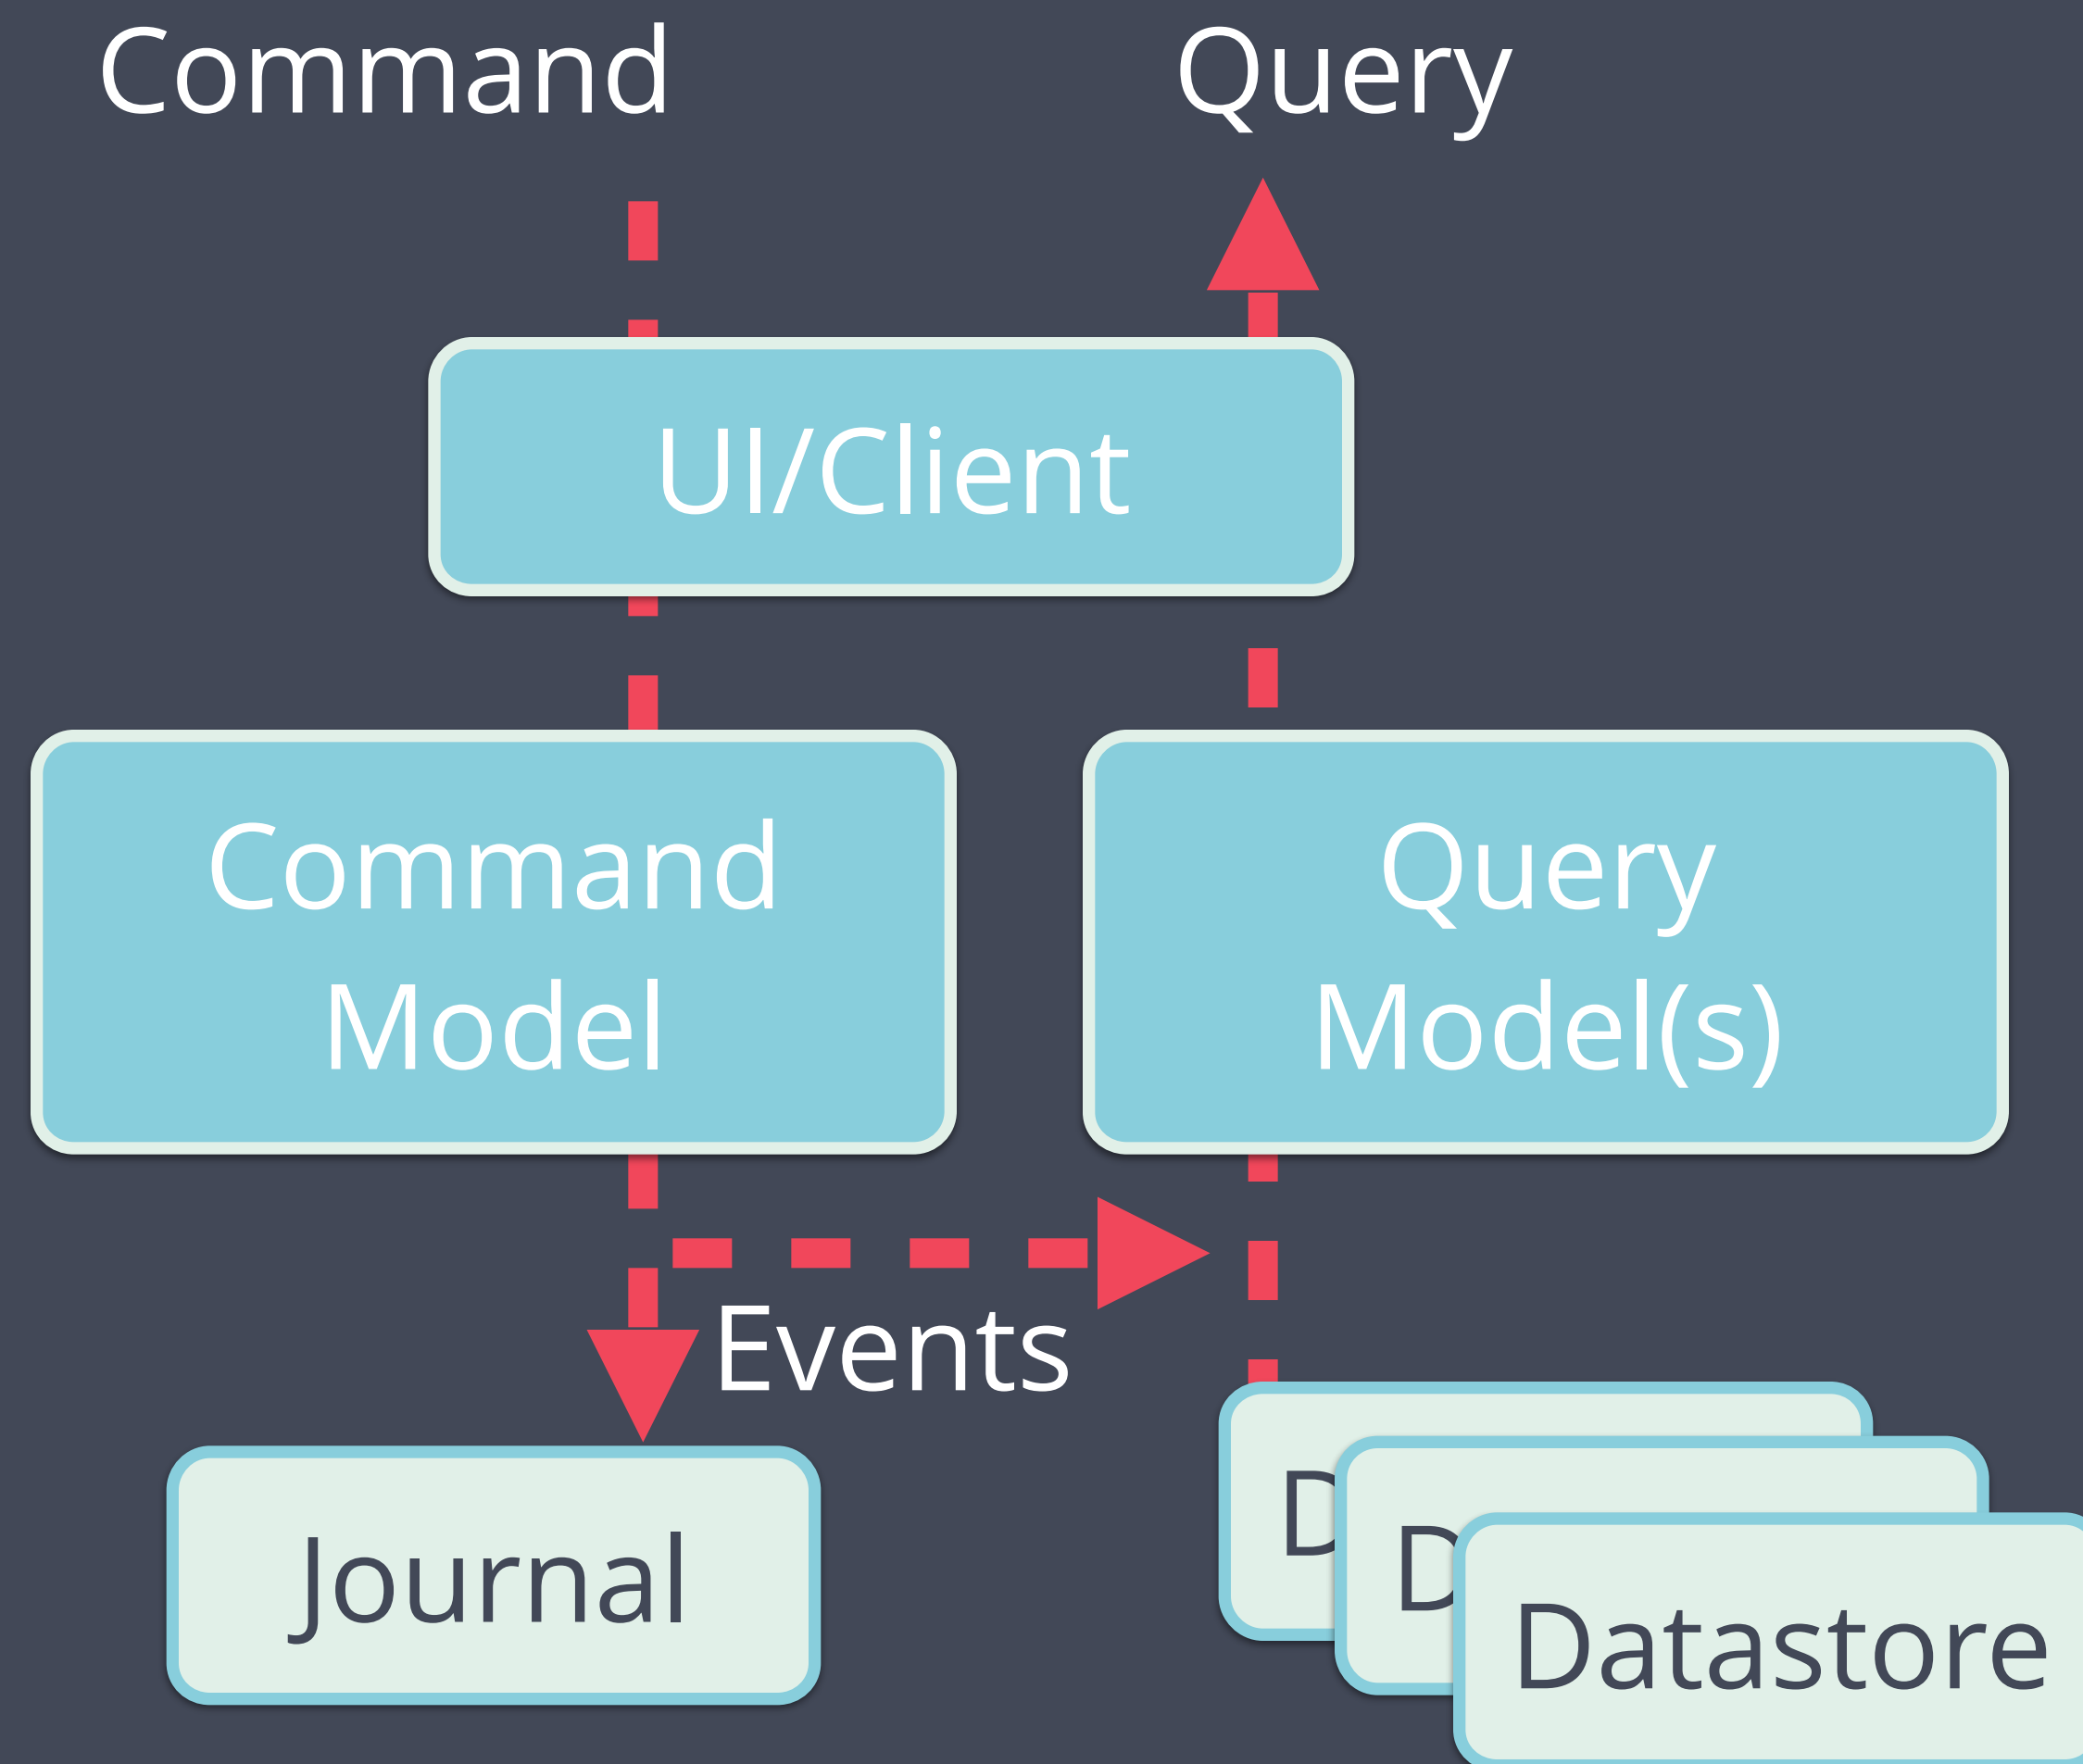 Command
Query
UI/Client
Command
Model
Query
Model(s)
Events
Journal
D
D
Datastore